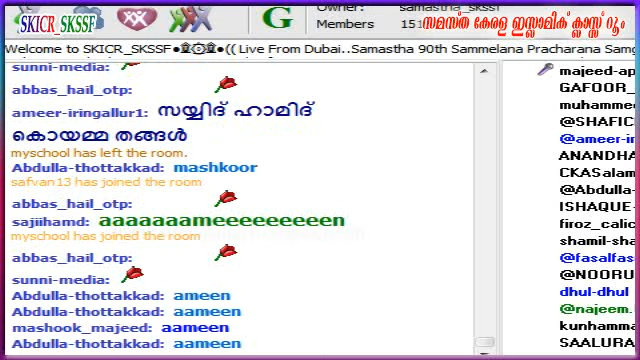 SKICR SKSSF
Owner: samastha_skssf
Members 151
സമസ്ത കേരള ഇസ്ലാമിക് ക്ലാസ്സ് റൂം
Welcome to SKICR_SKSSF●۩۞۩●(( Live From Dubai..Samastha 90th Sammelana Pracharana Samg
sunni-media:
abbas_hail_otp:
ameer-iringallur1: സയ്യിദ് ഹാമിദ്
കൊയമ്മ തങ്ങൾ
myschool has left the room.
Abdulla-thottakkad: mashkoor
safvan13 has joined the room
abbas_hail_otp:
sajiihamd: aaaaaaameeeeeeeeen
myschool has joined the room
abbas_hail_otp:
sunni-media:
Abdulla-thottakkad: ameen
Abdulla-thottakkad: aameen
mashook_majeed: aameen
Abdulla-thottakkad: aameen
majeed-ap
GAFOOR_
muhammed
@SHAFIC
@ameer-ir
ANANDHA
CKASalam
@Abdulla-
ISHAQUE-
firoz_calic
shamil-sha
@fasalfas
@NOORU
dhul-dhul
@najeem.
kunhamma
SAALURA